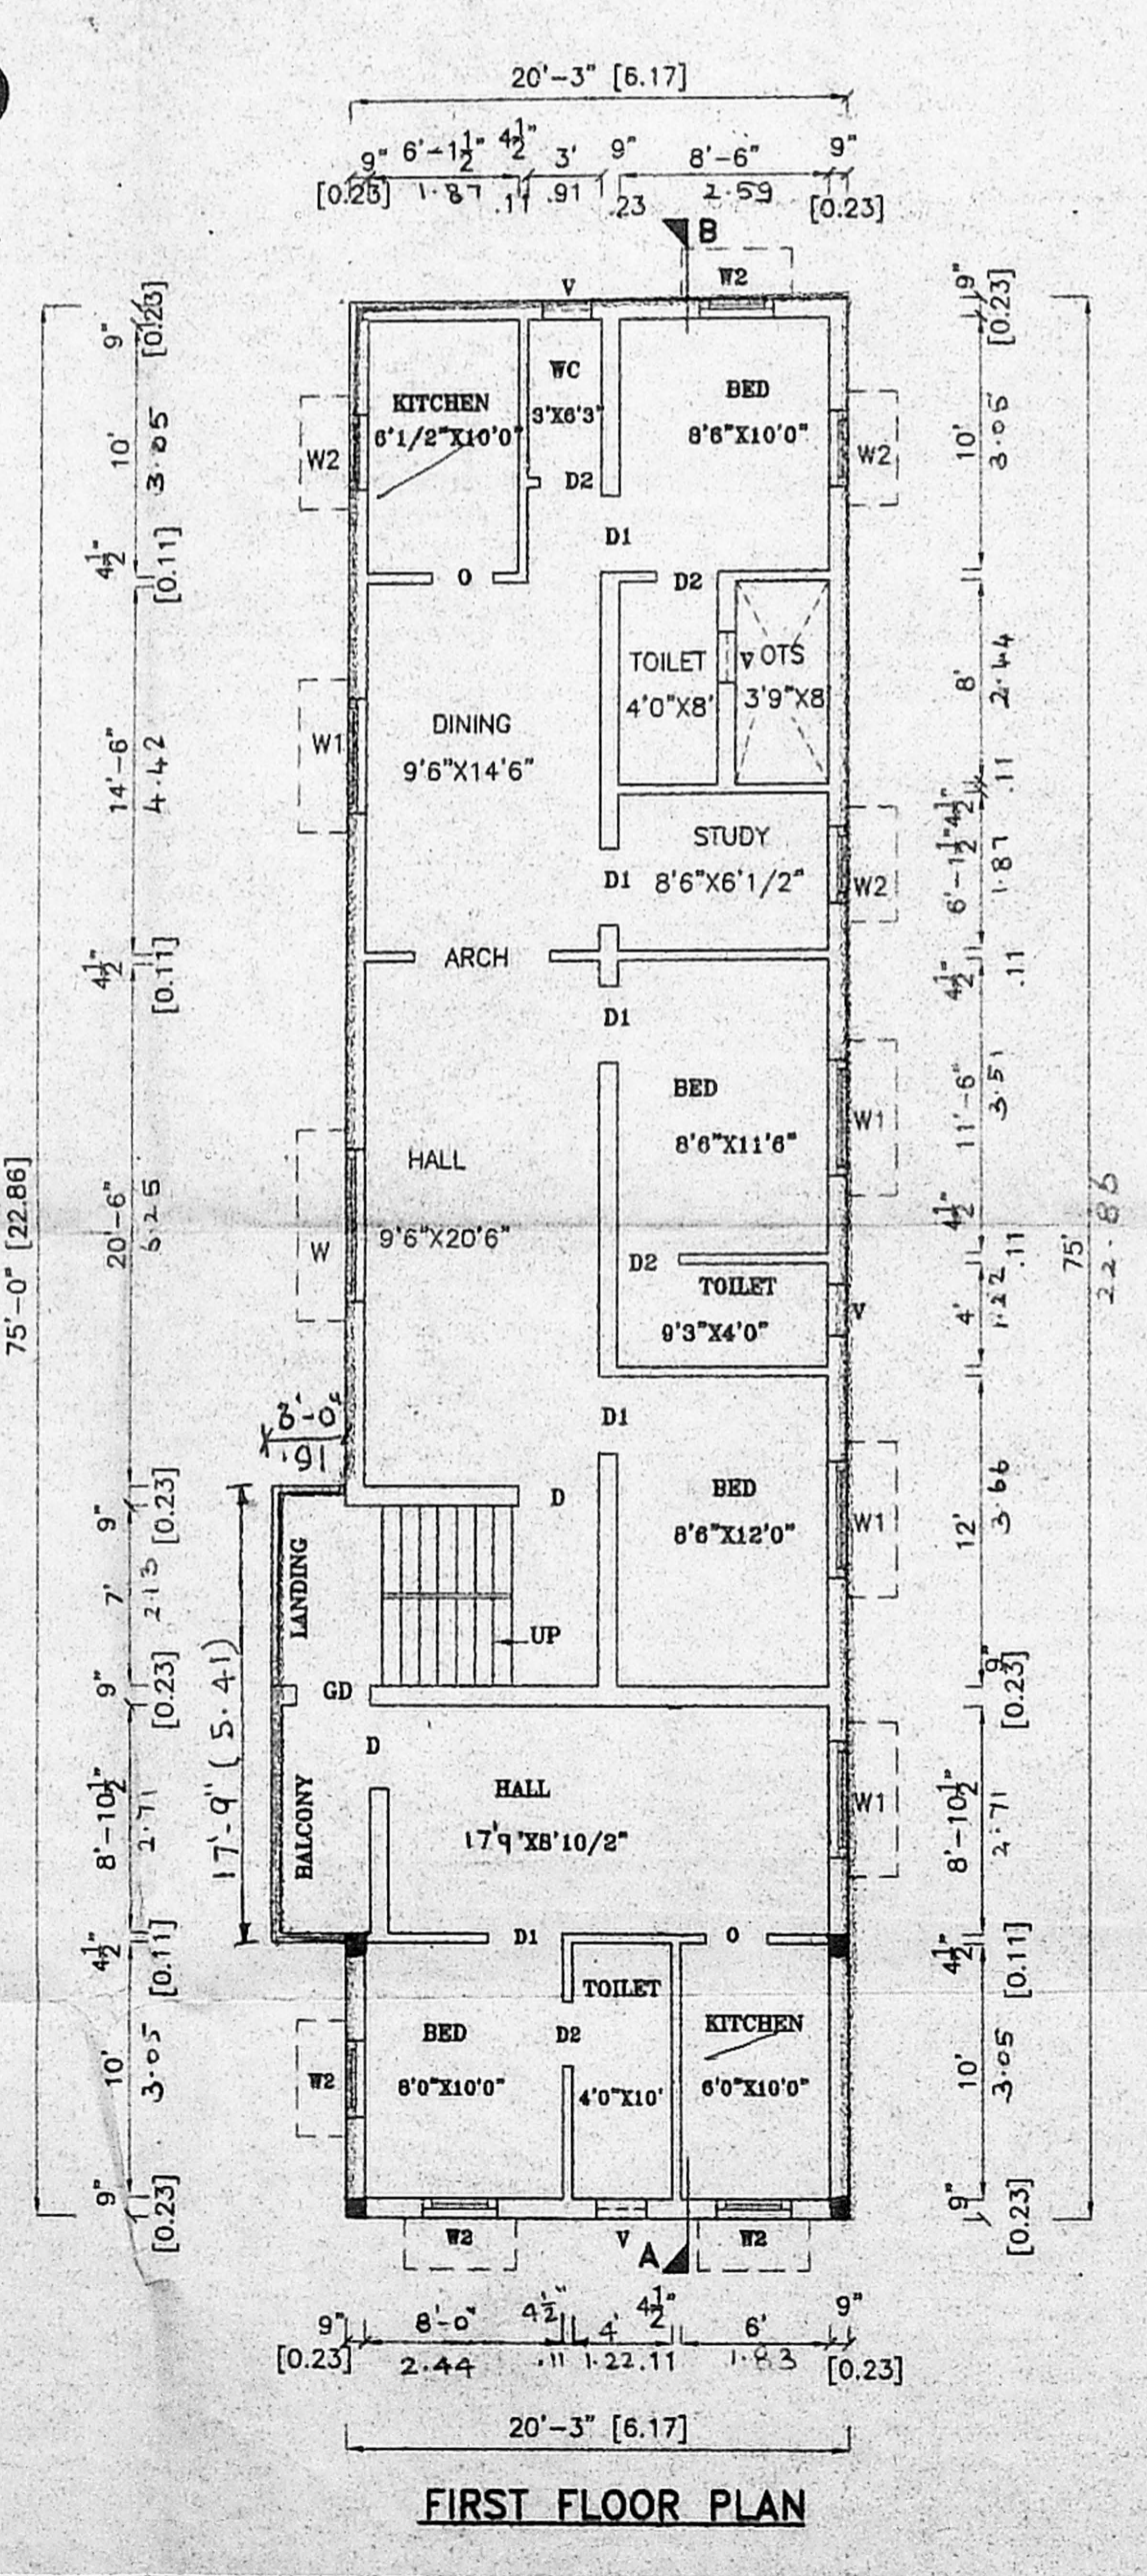 20'-3" [6.17]
9" 6'-1½" 4½" 3' 9" 8'-6" 9"
[0.23] 1.87 .11 .91 .23 2.59 [0.23]
B
V
W2
9"
[0.23]
9"
[0.23]
WC
3'X6'3"
KITCHEN
6'1/2"X10'0"
BED
8'6"X10'0"
W2
W2
10'
3.05
10'
3.05
D2
D1
4½"
[0.11]
O
D2
TOILET
4'0"X8'
V
OTS
3'9"X8
8'
2.44
DINING
9'6"X14'6"
W1
14'-6"
4.42
4½"
.11
STUDY
8'6"X6'1/2"
D1
W2
6'-1½"
1.87
ARCH
4½"
[0.11]
4½"
.11
D1
BED
8'6"X11'6"
W1
11'-6"
3.51
HALL
9'6"X20'6"
W
20'-6"
6.25
75'-0" [22.86]
75'
22.86
4½"
.11
D2
TOILET
9'3"X4'0"
V
4'
1.22
D1
.91
9"
[0.23]
D
BED
8'6"X12'0"
W1
12'
3.66
LANDING
7'
2.13
UP
9"
[0.23]
9"
[0.23]
GD
17'-9" (5.41)
D
HALL
17'9"X8'10/2"
W1
BALCONY
8'-10½"
2.71
8'-10½"
2.71
D1
O
4½"
[0.11]
4½"
[0.11]
TOILET
4'0"X10'
BED
8'0"X10'0"
D2
KITCHEN
6'0"X10'0"
W2
10'
3.05
10'
3.05
9"
[0.23]
9"
[0.23]
W2
V
A
W2
9" 8'-0" 4½" 4' 4½" 6' 9"
[0.23] 2.44 .11 1.22 .11 1.83 [0.23]
20'-3" [6.17]
FIRST FLOOR PLAN